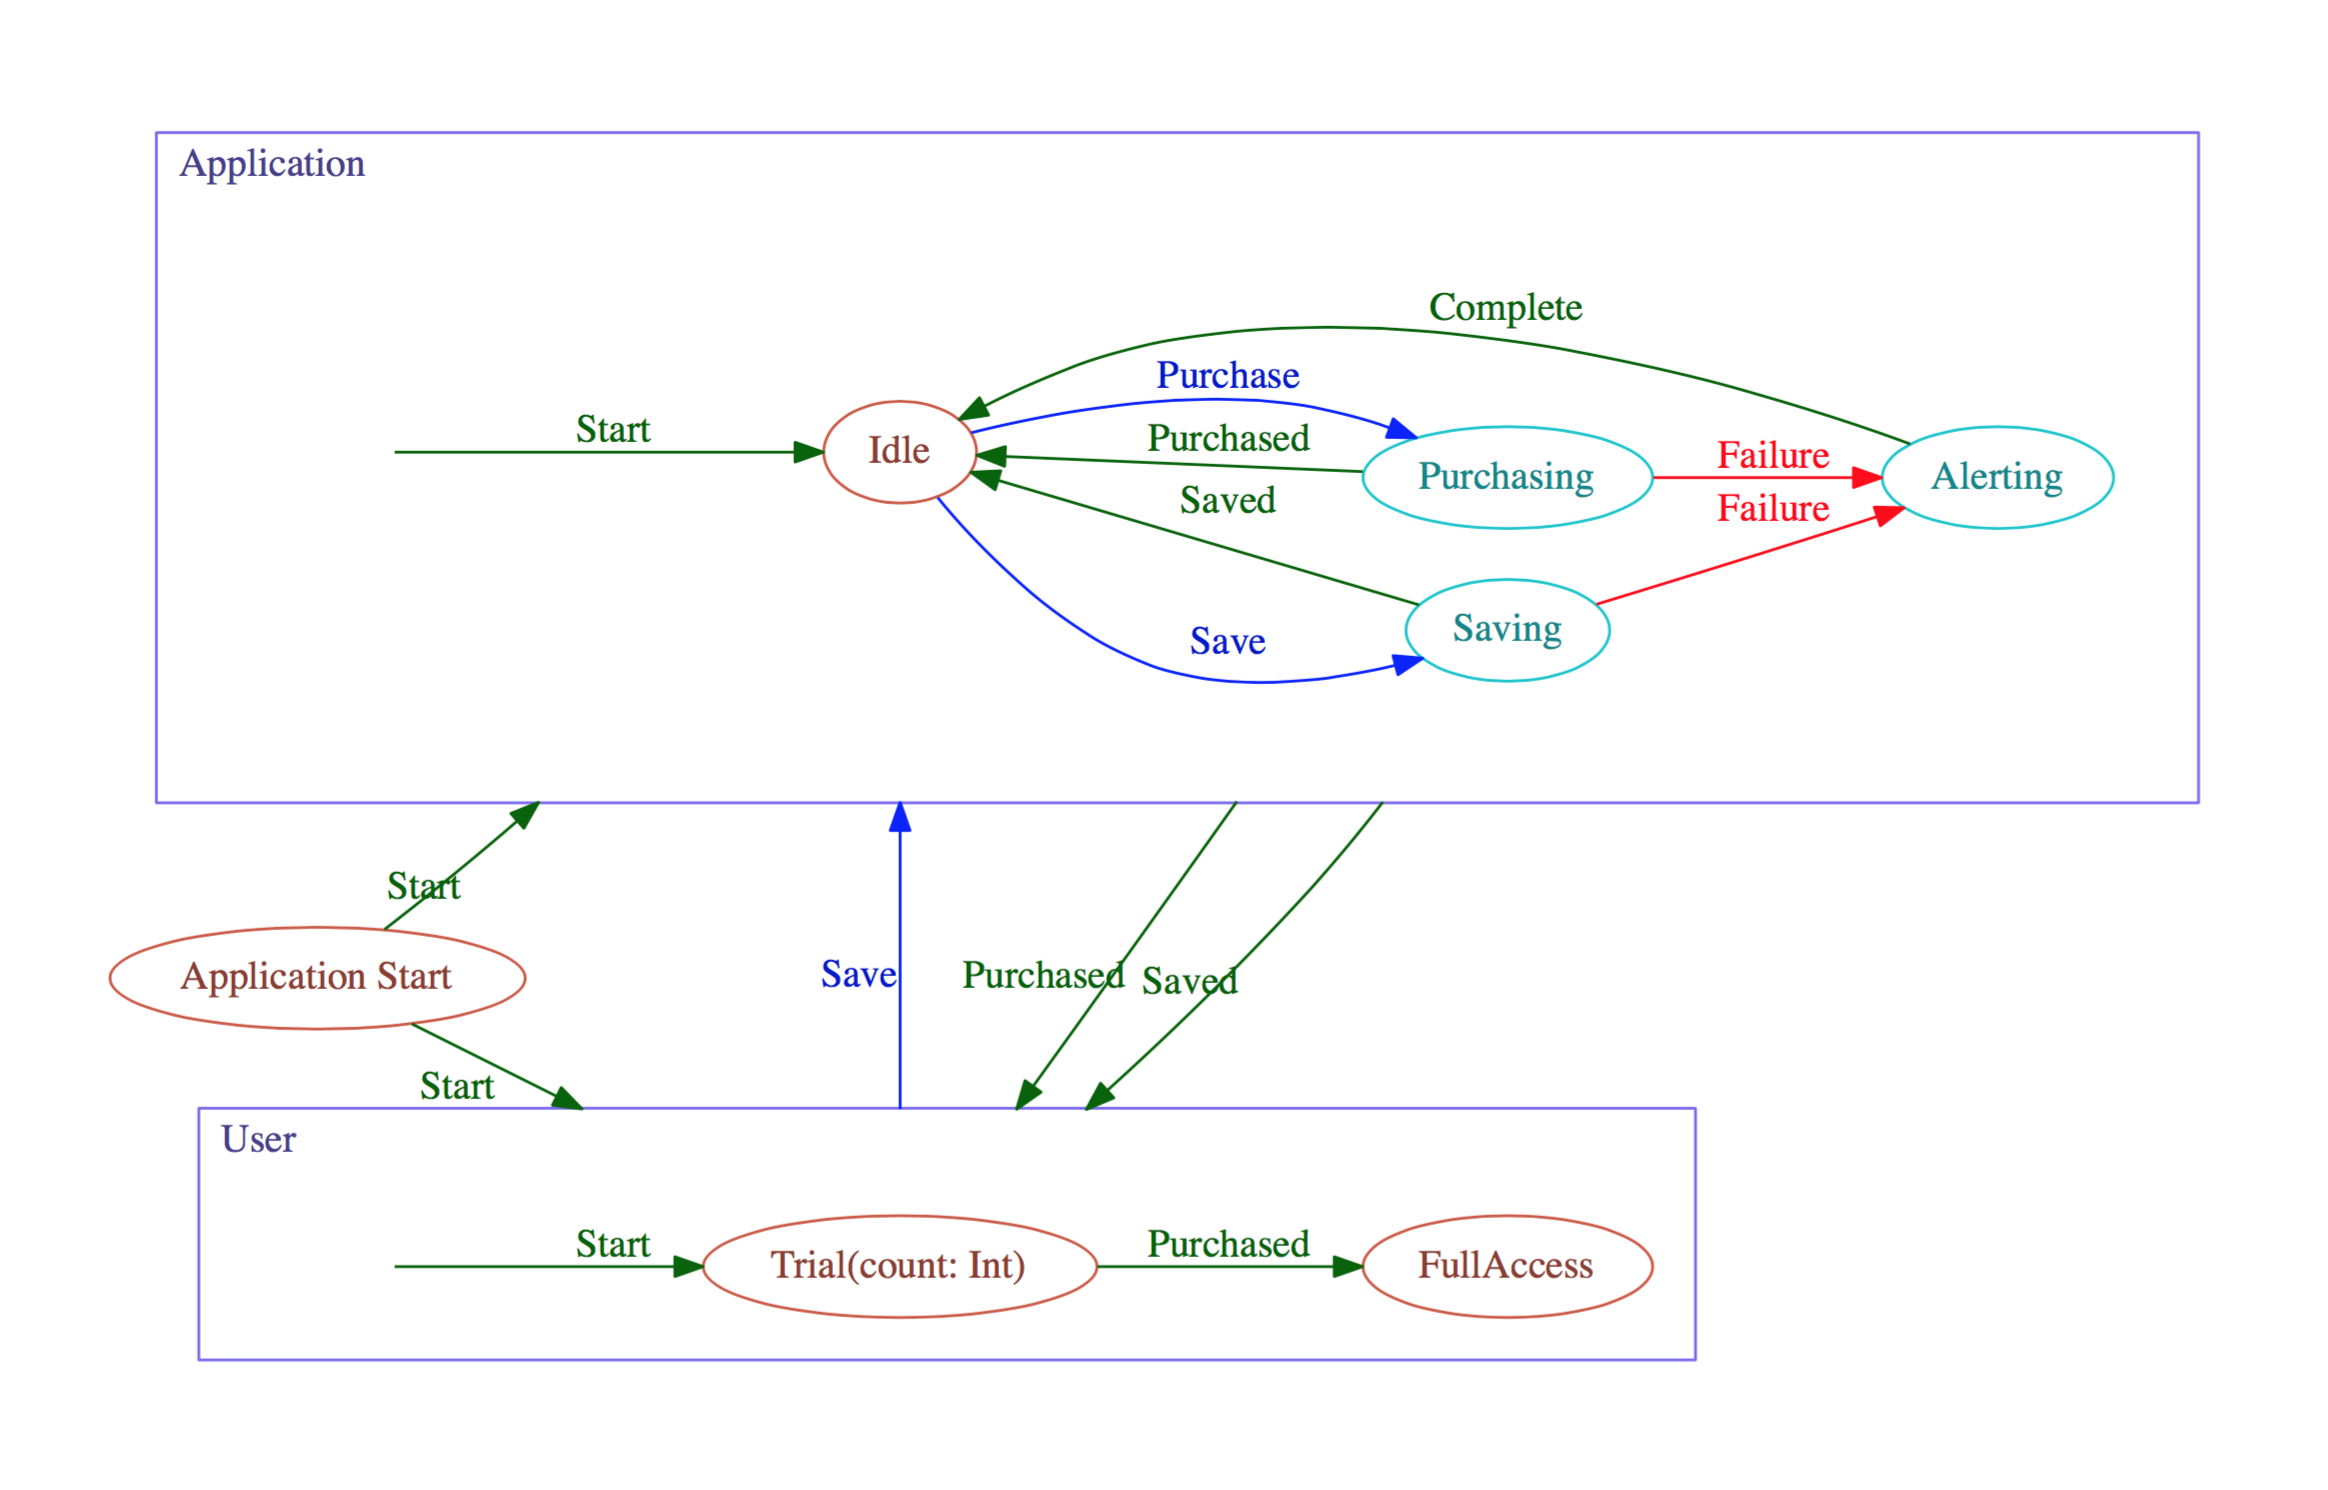 Application
Complete
Purchase
Start
Idle
Purchased
Purchasing
Failure
Alerting
Saved
Failure
Saving
Save
Start
Application Start
Save
Purchased
Saved
Start
User
Start
Trial(count: Int)
Purchased
FullAccess